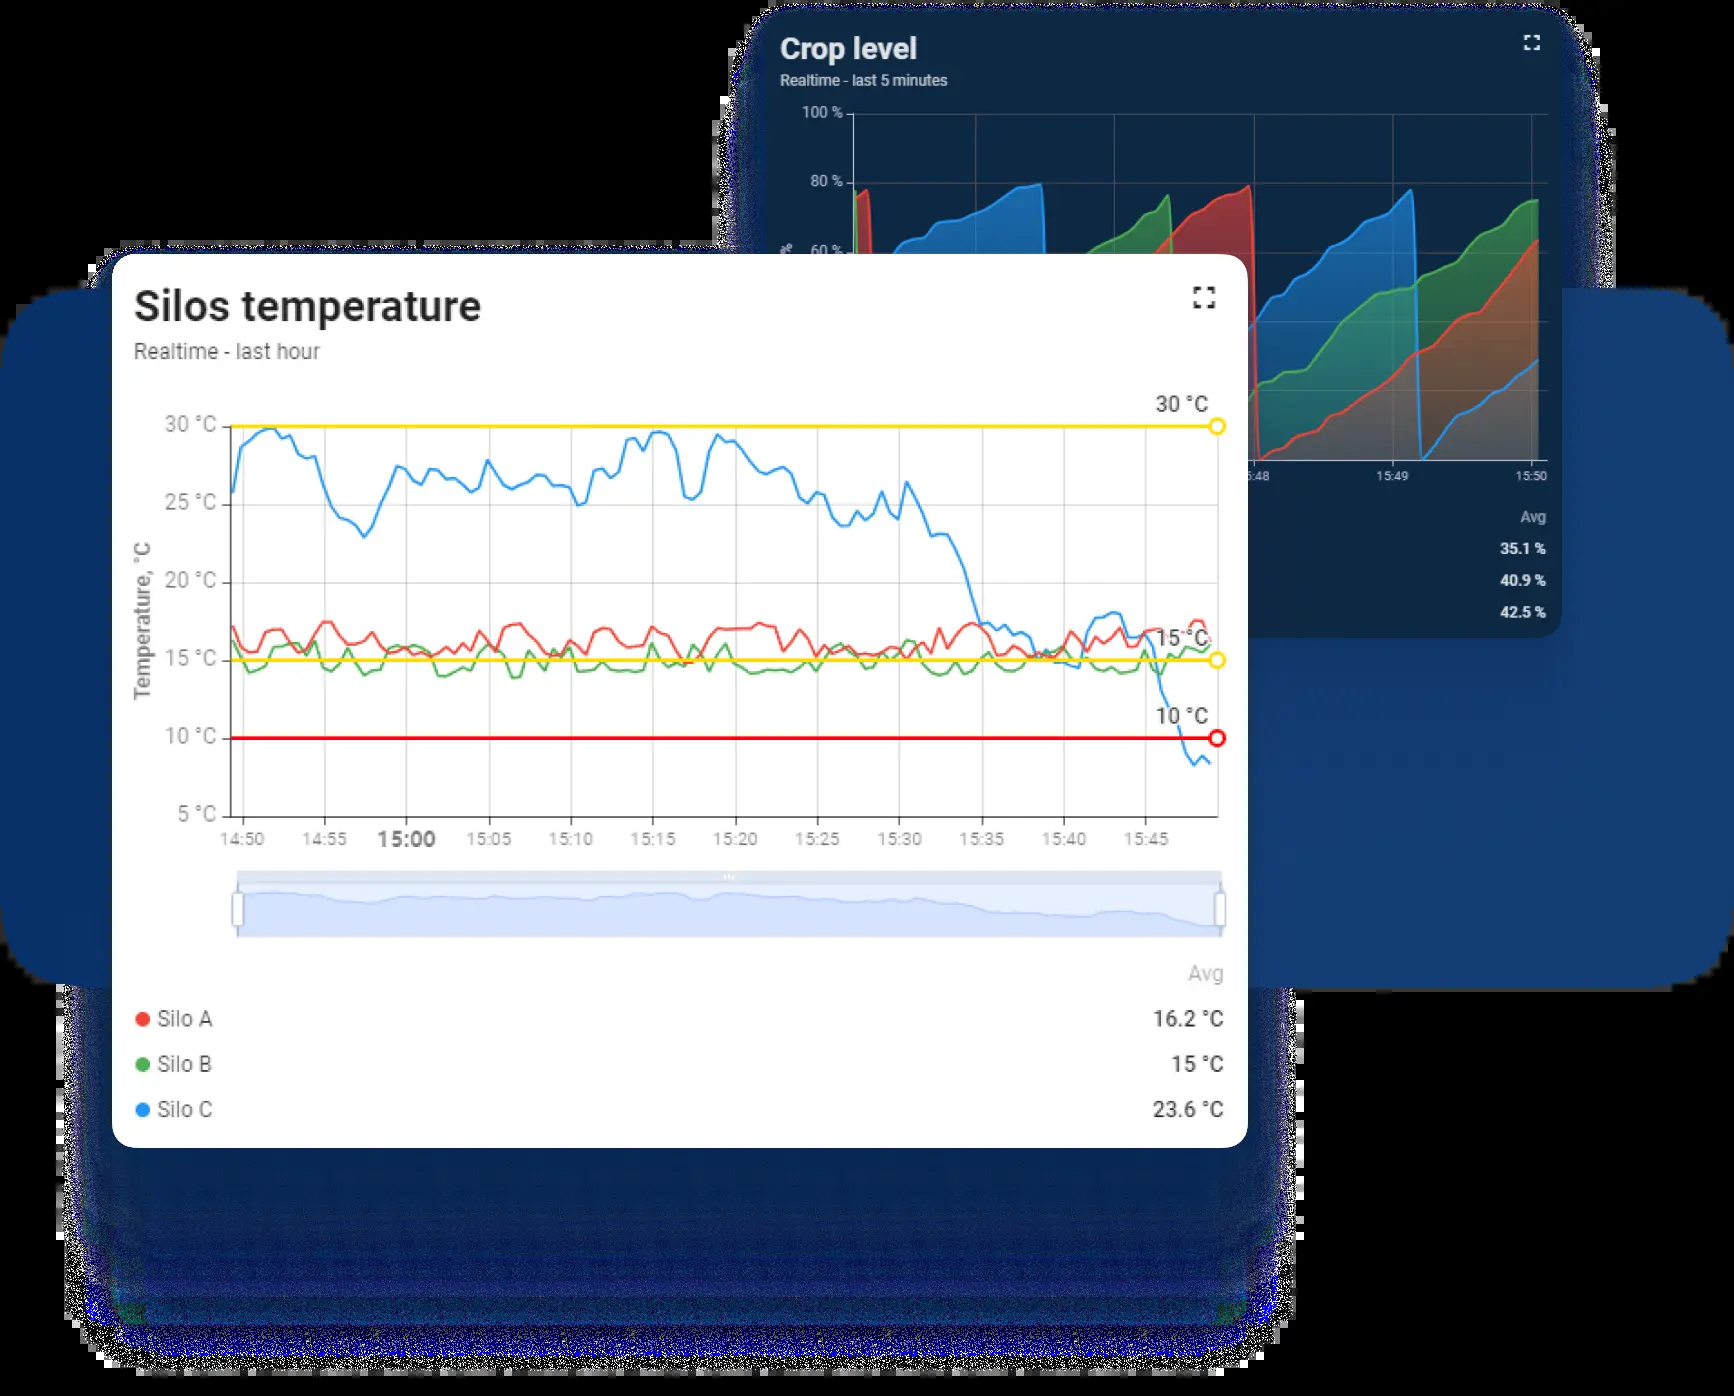 Crop level
Realtime - last 5 minutes
100 %
80 %
60 %
15:49
15:50
Avg
35.1 %
40.9 %
42.5 %
Silos temperature
Realtime - last hour
30 °C
30 °C
25 °C
20 °C
15 °C
15 °C
10 °C
10 °C
5 °C
Temperature, °C
14:50 14:55 15:00 15:05 15:10 15:15 15:20 15:25 15:30 15:35 15:40 15:45
Avg
Silo A 16.2 °C
Silo B 15 °C
Silo C 23.6 °C